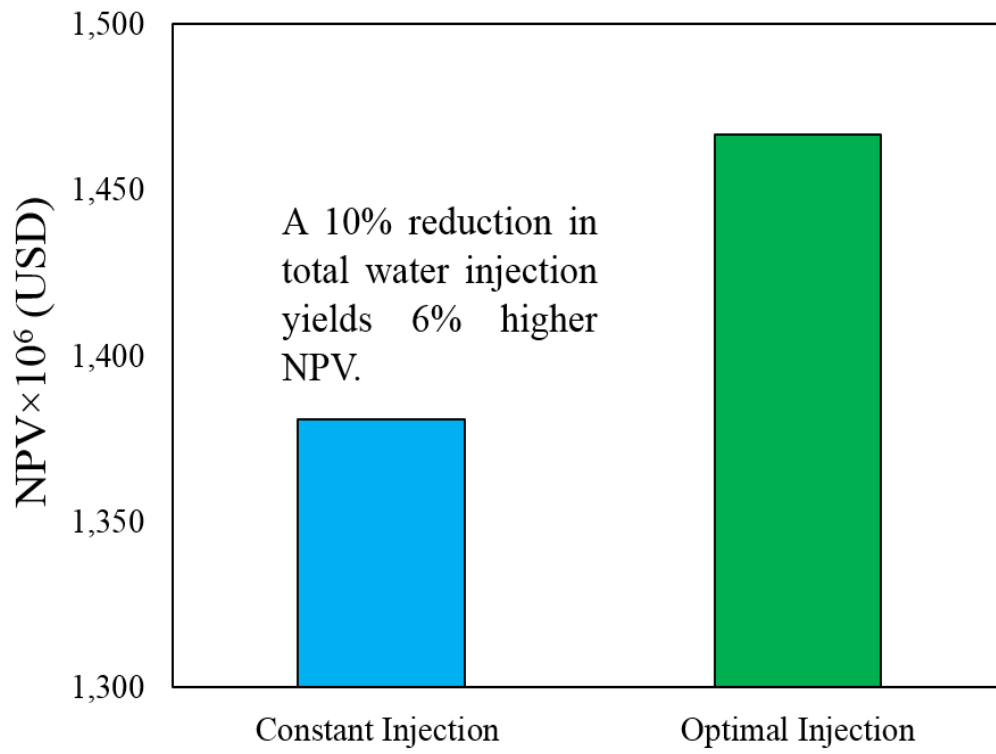 1,500
1,450
1,400
1,350
1,300
NPV×10⁶ (USD)
A 10% reduction in
total water injection
yields 6% higher
NPV.
Constant Injection
Optimal Injection